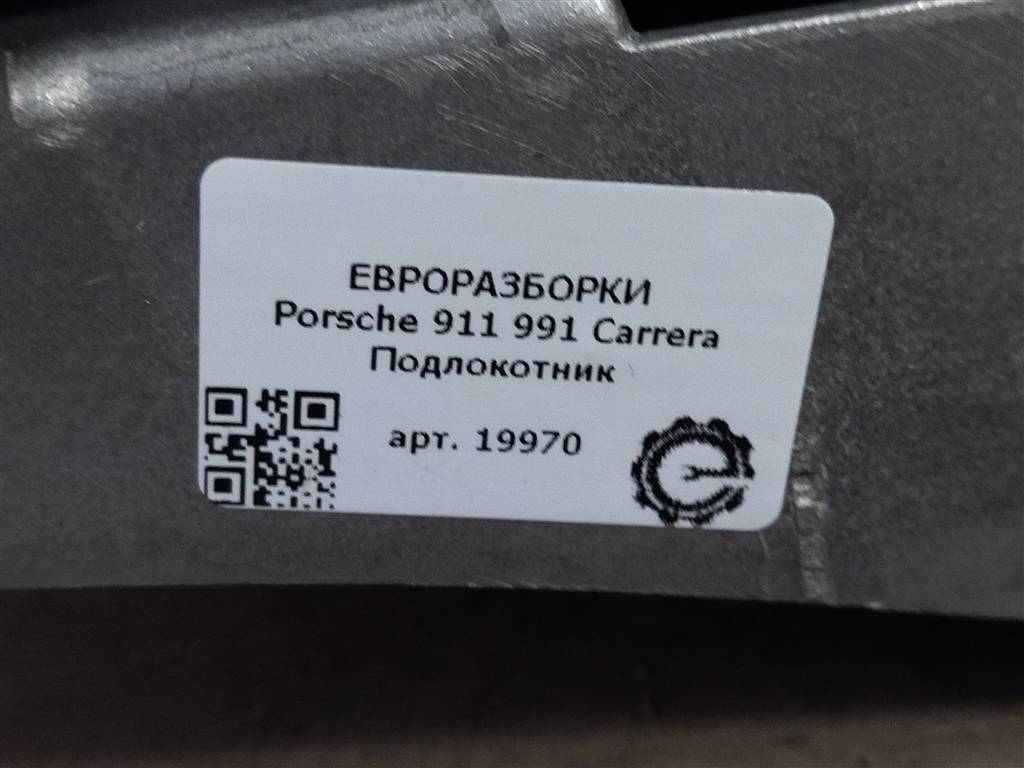 ЕВРОРАЗБОРКИ
Porsche 911 991 Carrera
Подлокотник
арт. 19970